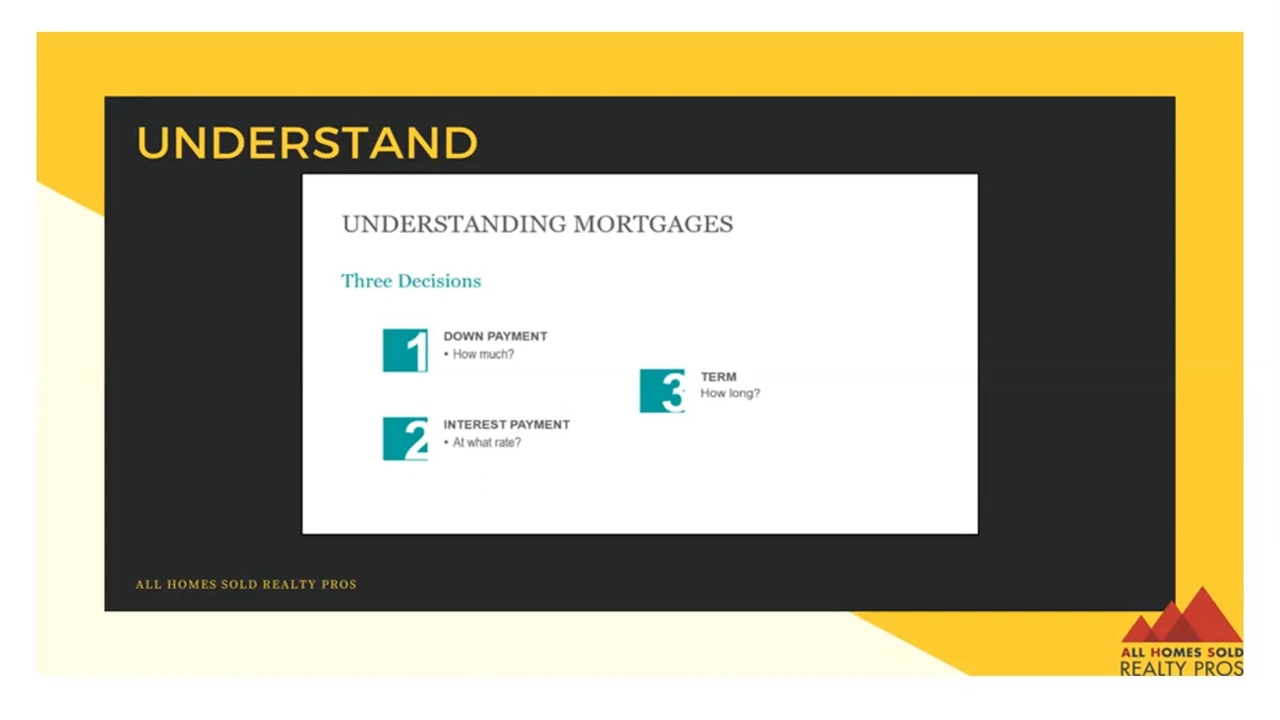 UNDERSTAND
UNDERSTANDING MORTGAGES
Three Decisions
1
DOWN PAYMENT
• How much?
2
INTEREST PAYMENT
• At what rate?
3
TERM
How long?
ALL HOMES SOLD REALTY PROS
ALL HOMES SOLD
REALTY PROS